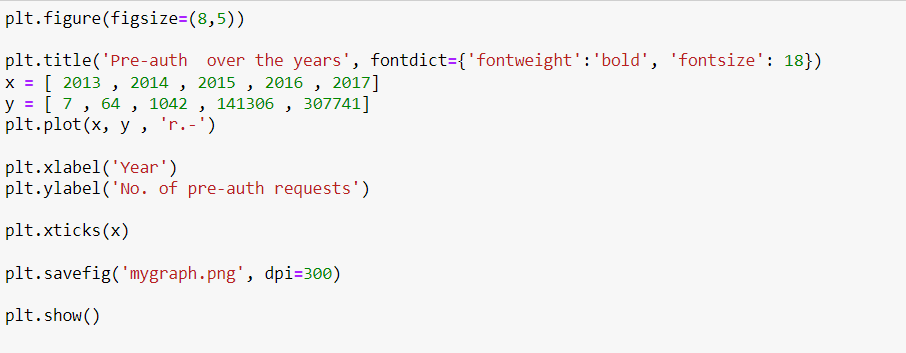 plt.figure(figsize=(8,5))
plt.title('Pre-auth  over the years', fontdict={'fontweight':'bold', 'fontsize': 18})
x = [ 2013 , 2014 , 2015 , 2016 , 2017]
y = [ 7 , 64 , 1042 , 141306 , 307741]
plt.plot(x, y , 'r.-')
plt.xlabel('Year')
plt.ylabel('No. of pre-auth requests')
plt.xticks(x)
plt.savefig('mygraph.png', dpi=300)
plt.show()